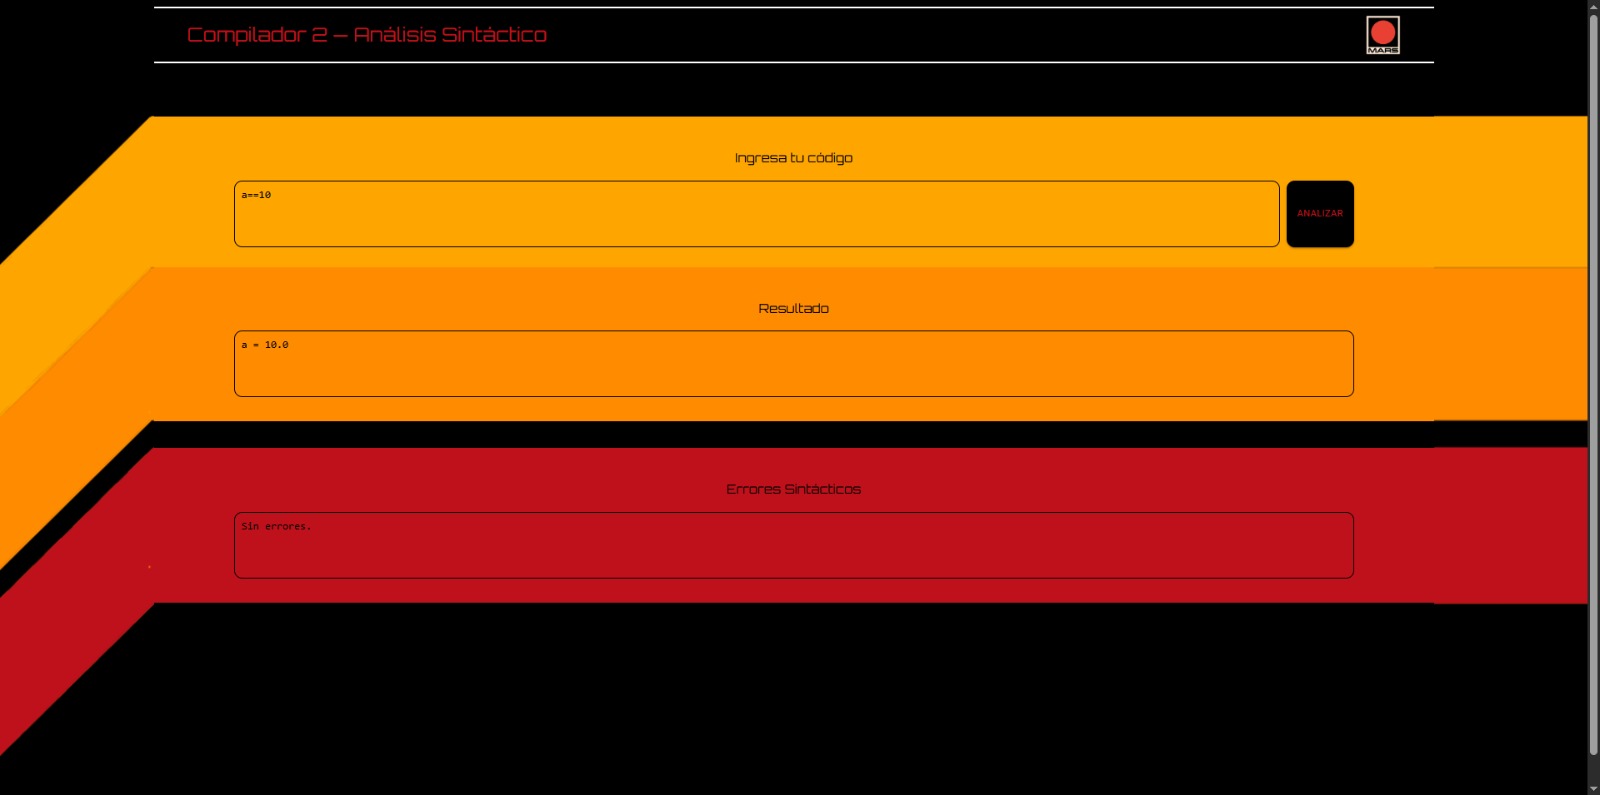 Compilador 2 – Análisis Sintáctico
MARS
Ingresa tu código
a==10
ANALIZAR
Resultado
a = 10.0
Errores Sintácticos
Sin errores.